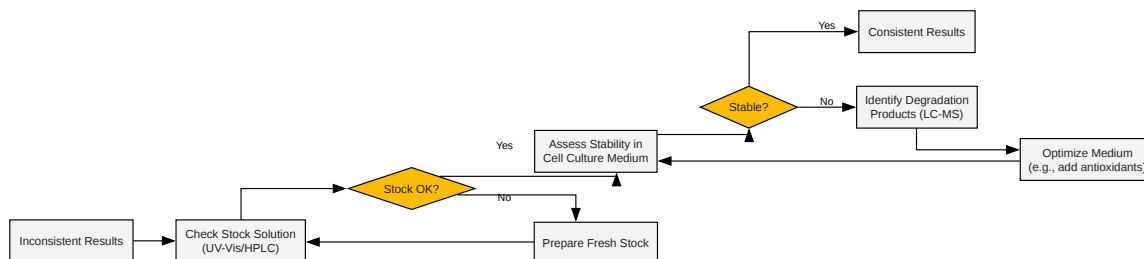 Yes
Consistent Results
Stable?
No
Identify Degradation
Products (LC-MS)
Yes
Assess Stability in
Cell Culture Medium
Optimize Medium
(e.g., add antioxidants)
Stock OK?
No
Inconsistent Results
Check Stock Solution
(UV-Vis/HPLC)
Prepare Fresh Stock